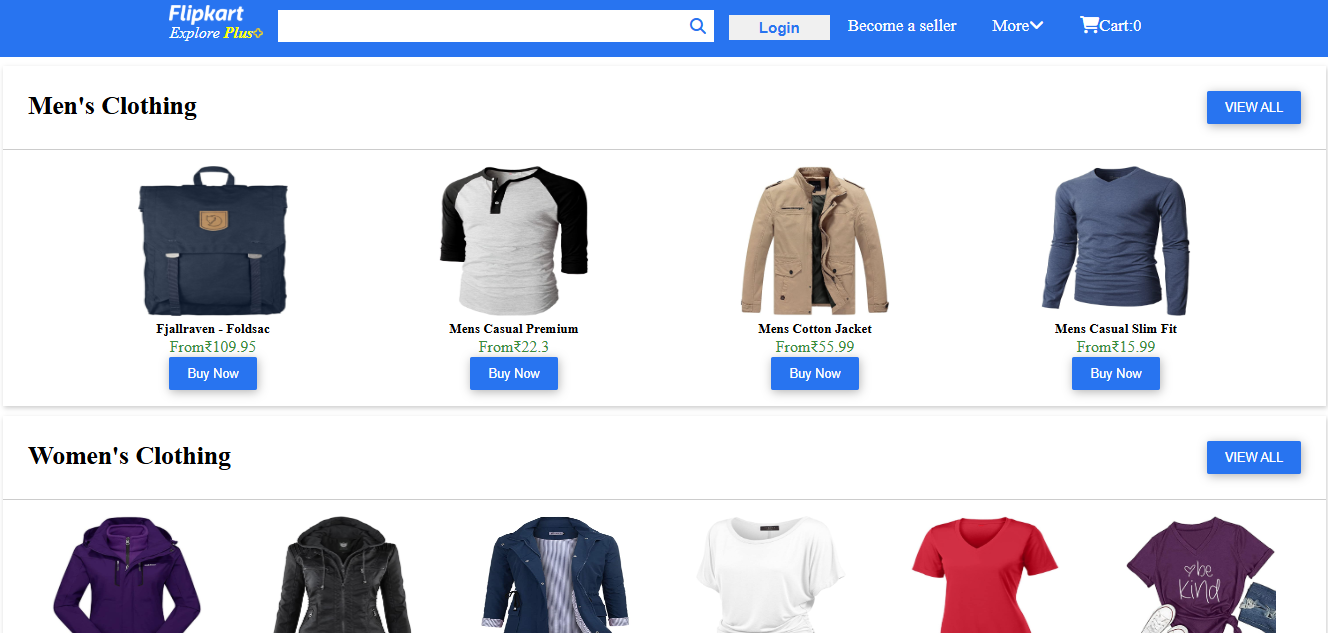 Flipkart
Explore Plus
Login
Become a seller
More
Cart:0
Men's Clothing
VIEW ALL
Fjallraven - Foldsac
Mens Casual Premium
Mens Cotton Jacket
Mens Casual Slim Fit
From₹109.95
From₹22.3
From₹55.99
From₹15.99
Buy Now
Buy Now
Buy Now
Buy Now
Women's Clothing
VIEW ALL
be
kind